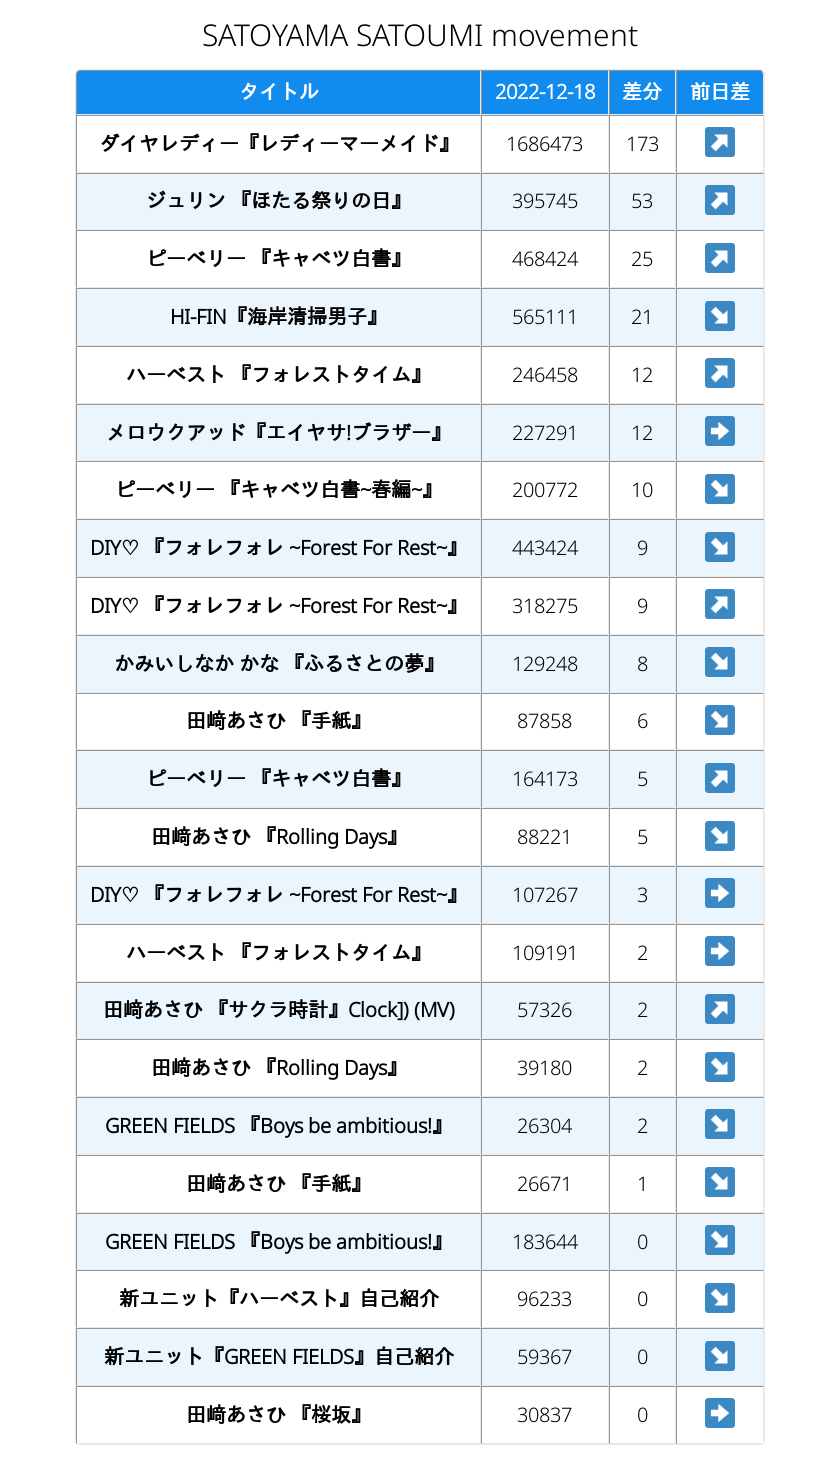 SATOYAMA SATOUMI movement
タイトル 2022-12-18 差分 前日差
ダイヤレディー『レディーマーメイド』 1686473 173 ↗
ジュリン 『ほたる祭りの日』 395745 53 ↗
ピーベリー 『キャベツ白書』 468424 25 ↗
HI-FIN『海岸清掃男子』 565111 21 ↘
ハーベスト 『フォレストタイム』 246458 12 ↗
メロウクアッド『エイヤサ!ブラザー』 227291 12 ➡
ピーベリー 『キャベツ白書~春編~』 200772 10 ↘
DIY♡ 『フォレフォレ ~Forest For Rest~』 443424 9 ↘
DIY♡ 『フォレフォレ ~Forest For Rest~』 318275 9 ↗
かみいしなか かな 『ふるさとの夢』 129248 8 ↘
田﨑あさひ 『手紙』 87858 6 ↘
ピーベリー 『キャベツ白書』 164173 5 ↗
田﨑あさひ 『Rolling Days』 88221 5 ↘
DIY♡ 『フォレフォレ ~Forest For Rest~』 107267 3 ➡
ハーベスト 『フォレストタイム』 109191 2 ➡
田﨑あさひ 『サクラ時計』Clock]) (MV) 57326 2 ↗
田﨑あさひ 『Rolling Days』 39180 2 ↘
GREEN FIELDS 『Boys be ambitious!』 26304 2 ↘
田﨑あさひ 『手紙』 26671 1 ↘
GREEN FIELDS 『Boys be ambitious!』 183644 0 ↘
新ユニット『ハーベスト』自己紹介 96233 0 ↘
新ユニット『GREEN FIELDS』自己紹介 59367 0 ↘
田﨑あさひ 『桜坂』 30837 0 ➡